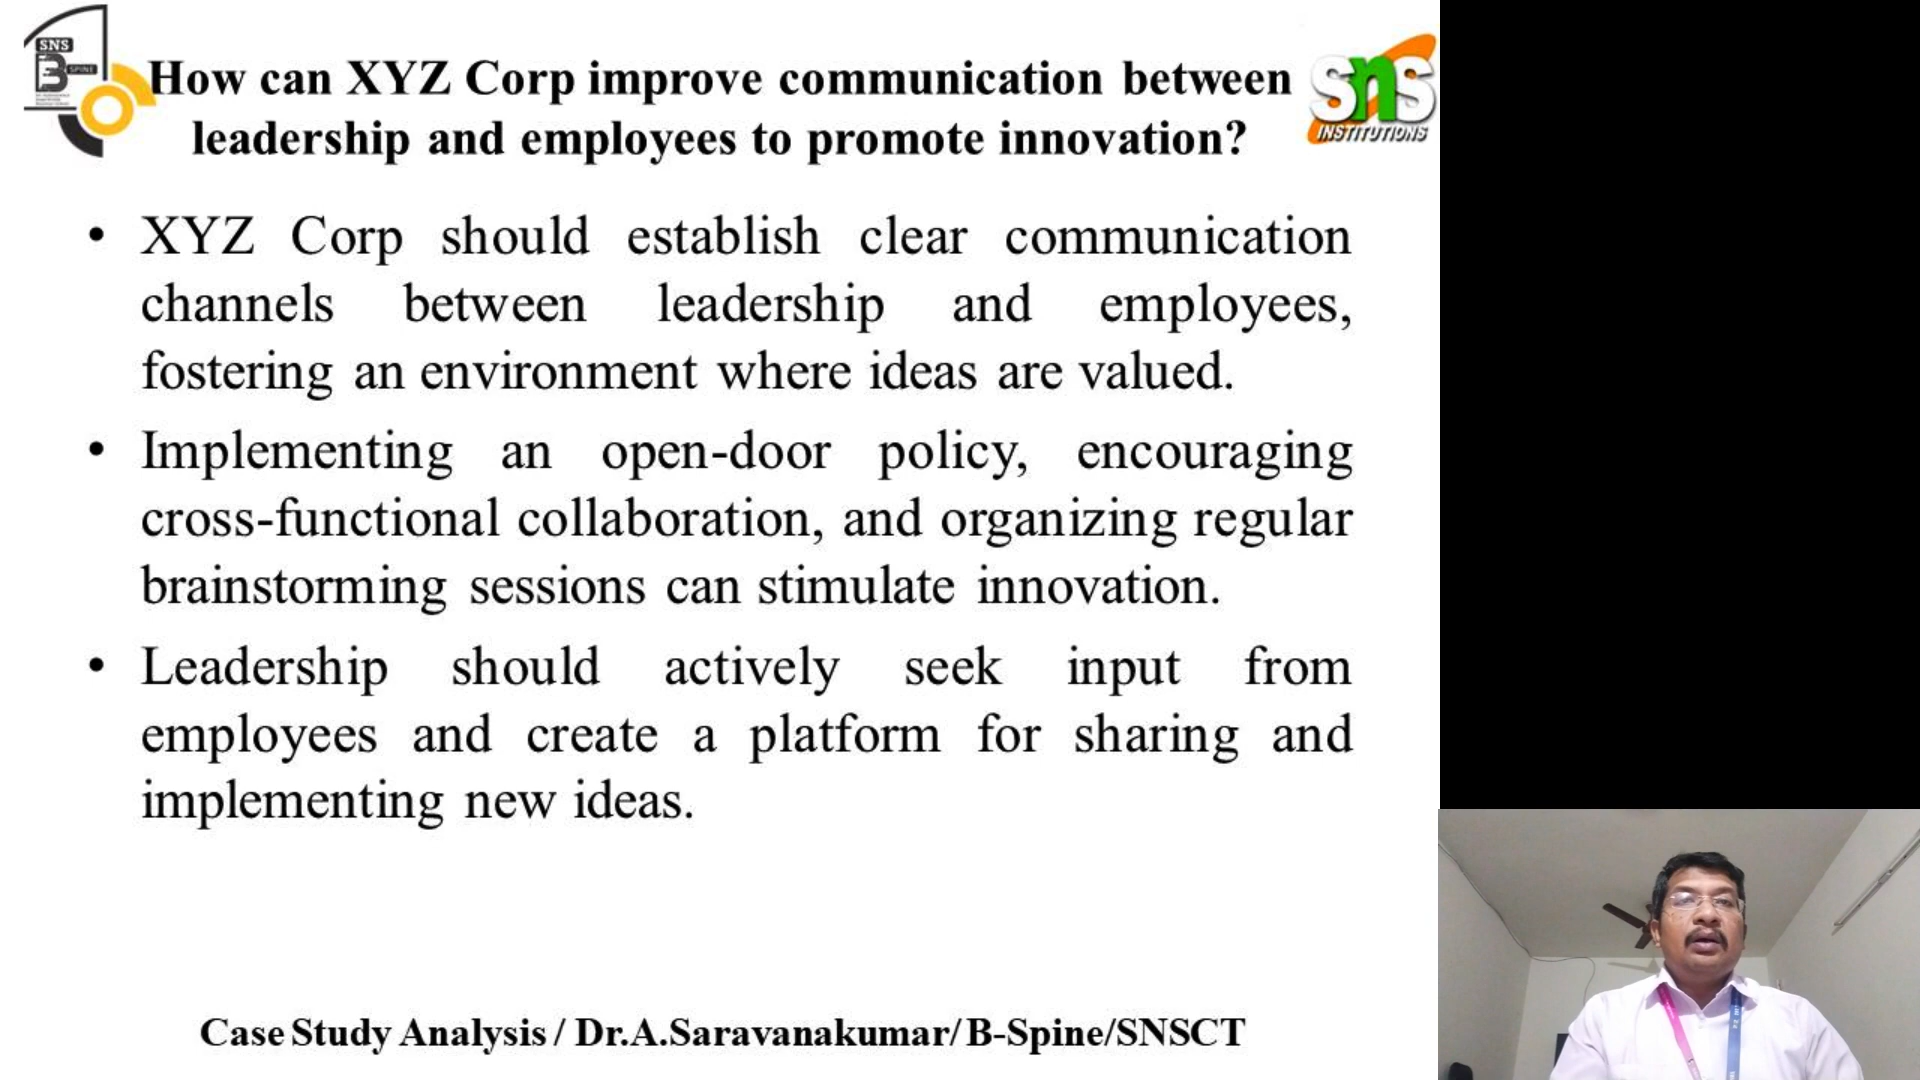 SNS
SPINE
How can XYZ Corp improve communication between
leadership and employees to promote innovation?
sns
INSTITUTIONS
• XYZ Corp should establish clear communication
channels between leadership and employees,
fostering an environment where ideas are valued.
• Implementing an open-door policy, encouraging
cross-functional collaboration, and organizing regular
brainstorming sessions can stimulate innovation.
• Leadership should actively seek input from
employees and create a platform for sharing and
implementing new ideas.
Case Study Analysis / Dr.A.Saravanakumar/ B-Spine/SNSCT